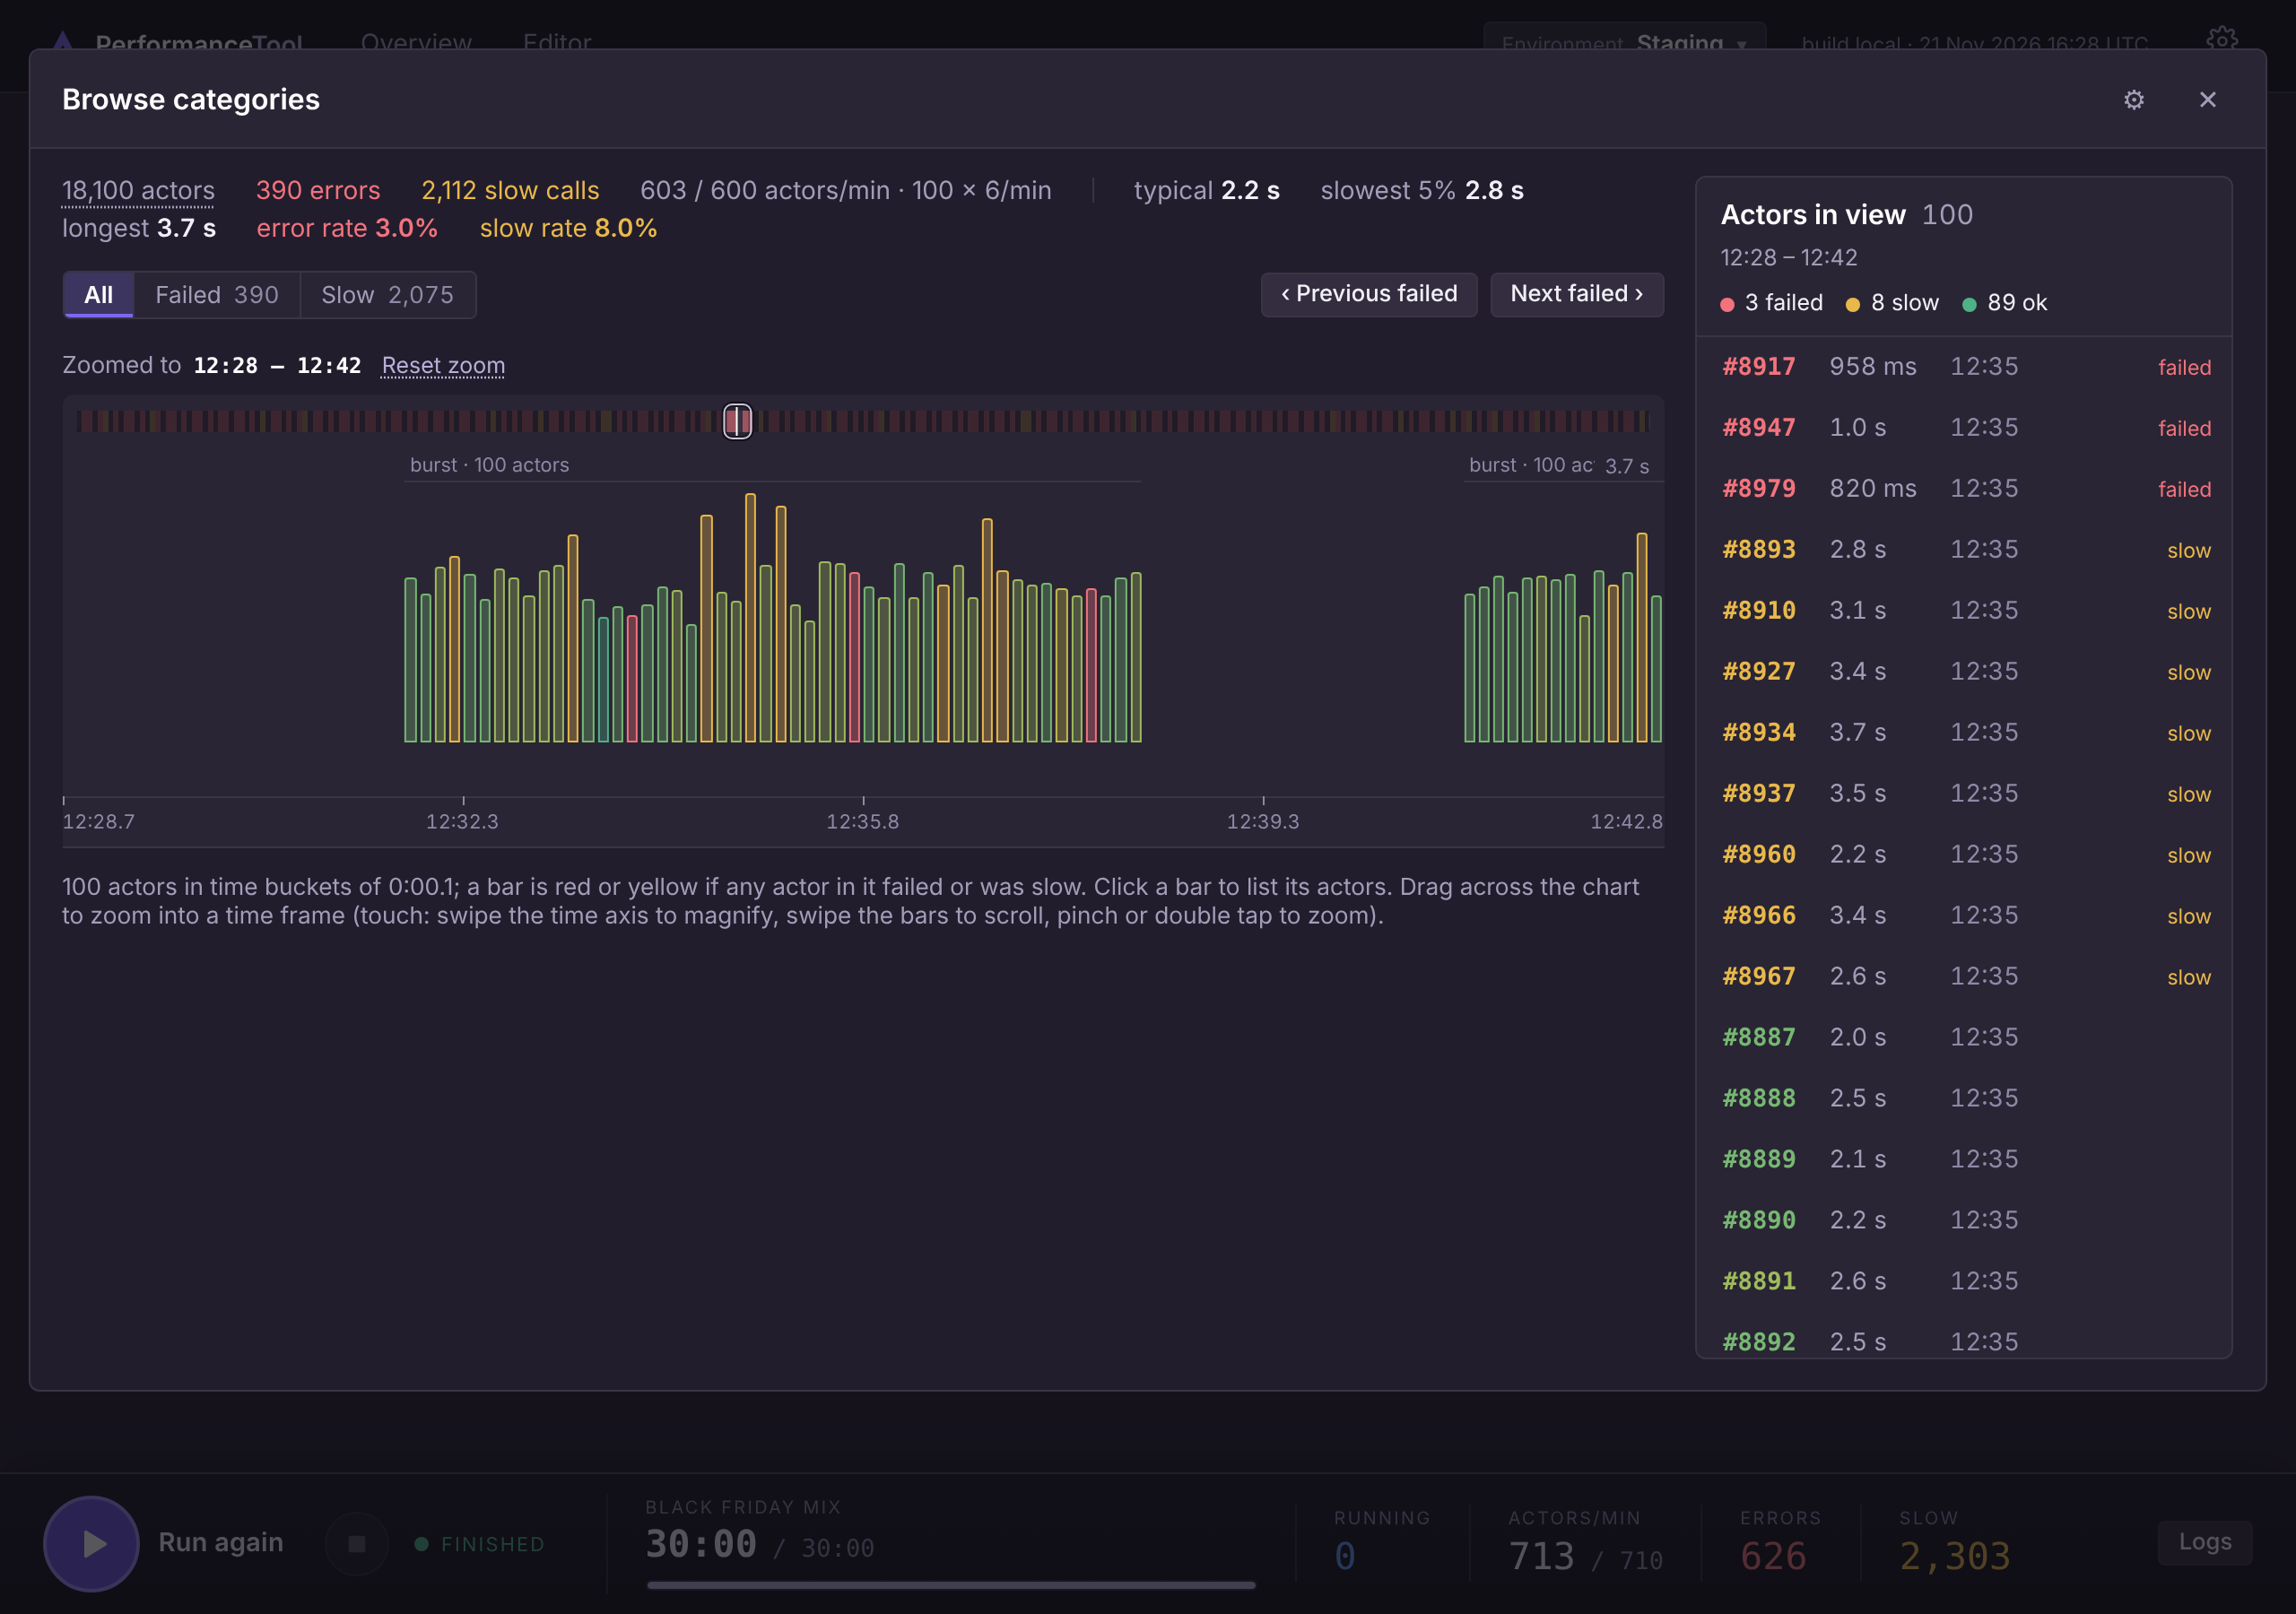 PerformanceTool Overview Editor Environment Staging ▾ build local · 21 Nov 2026 16:28 UTC
Browse categories
18,100 actors 390 errors 2,112 slow calls 603 / 600 actors/min · 100 × 6/min typical 2.2 s slowest 5% 2.8 s
longest 3.7 s error rate 3.0% slow rate 8.0%
All Failed 390 Slow 2,075 ‹ Previous failed Next failed ›
Zoomed to 12:28 – 12:42 Reset zoom
burst · 100 actors burst · 100 ac 3.7 s
12:28.7 12:32.3 12:35.8 12:39.3 12:42.8
100 actors in time buckets of 0:00.1; a bar is red or yellow if any actor in it failed or was slow. Click a bar to list its actors. Drag across the chart
to zoom into a time frame (touch: swipe the time axis to magnify, swipe the bars to scroll, pinch or double tap to zoom).
Actors in view 100
12:28 – 12:42
3 failed 8 slow 89 ok
#8917 958 ms 12:35 failed
#8947 1.0 s 12:35 failed
#8979 820 ms 12:35 failed
#8893 2.8 s 12:35 slow
#8910 3.1 s 12:35 slow
#8927 3.4 s 12:35 slow
#8934 3.7 s 12:35 slow
#8937 3.5 s 12:35 slow
#8960 2.2 s 12:35 slow
#8966 3.4 s 12:35 slow
#8967 2.6 s 12:35 slow
#8887 2.0 s 12:35
#8888 2.5 s 12:35
#8889 2.1 s 12:35
#8890 2.2 s 12:35
#8891 2.6 s 12:35
#8892 2.5 s 12:35
Run again
FINISHED
BLACK FRIDAY MIX
30:00 / 30:00
RUNNING
0
ACTORS/MIN
713 / 710
ERRORS
626
SLOW
2,303
Logs